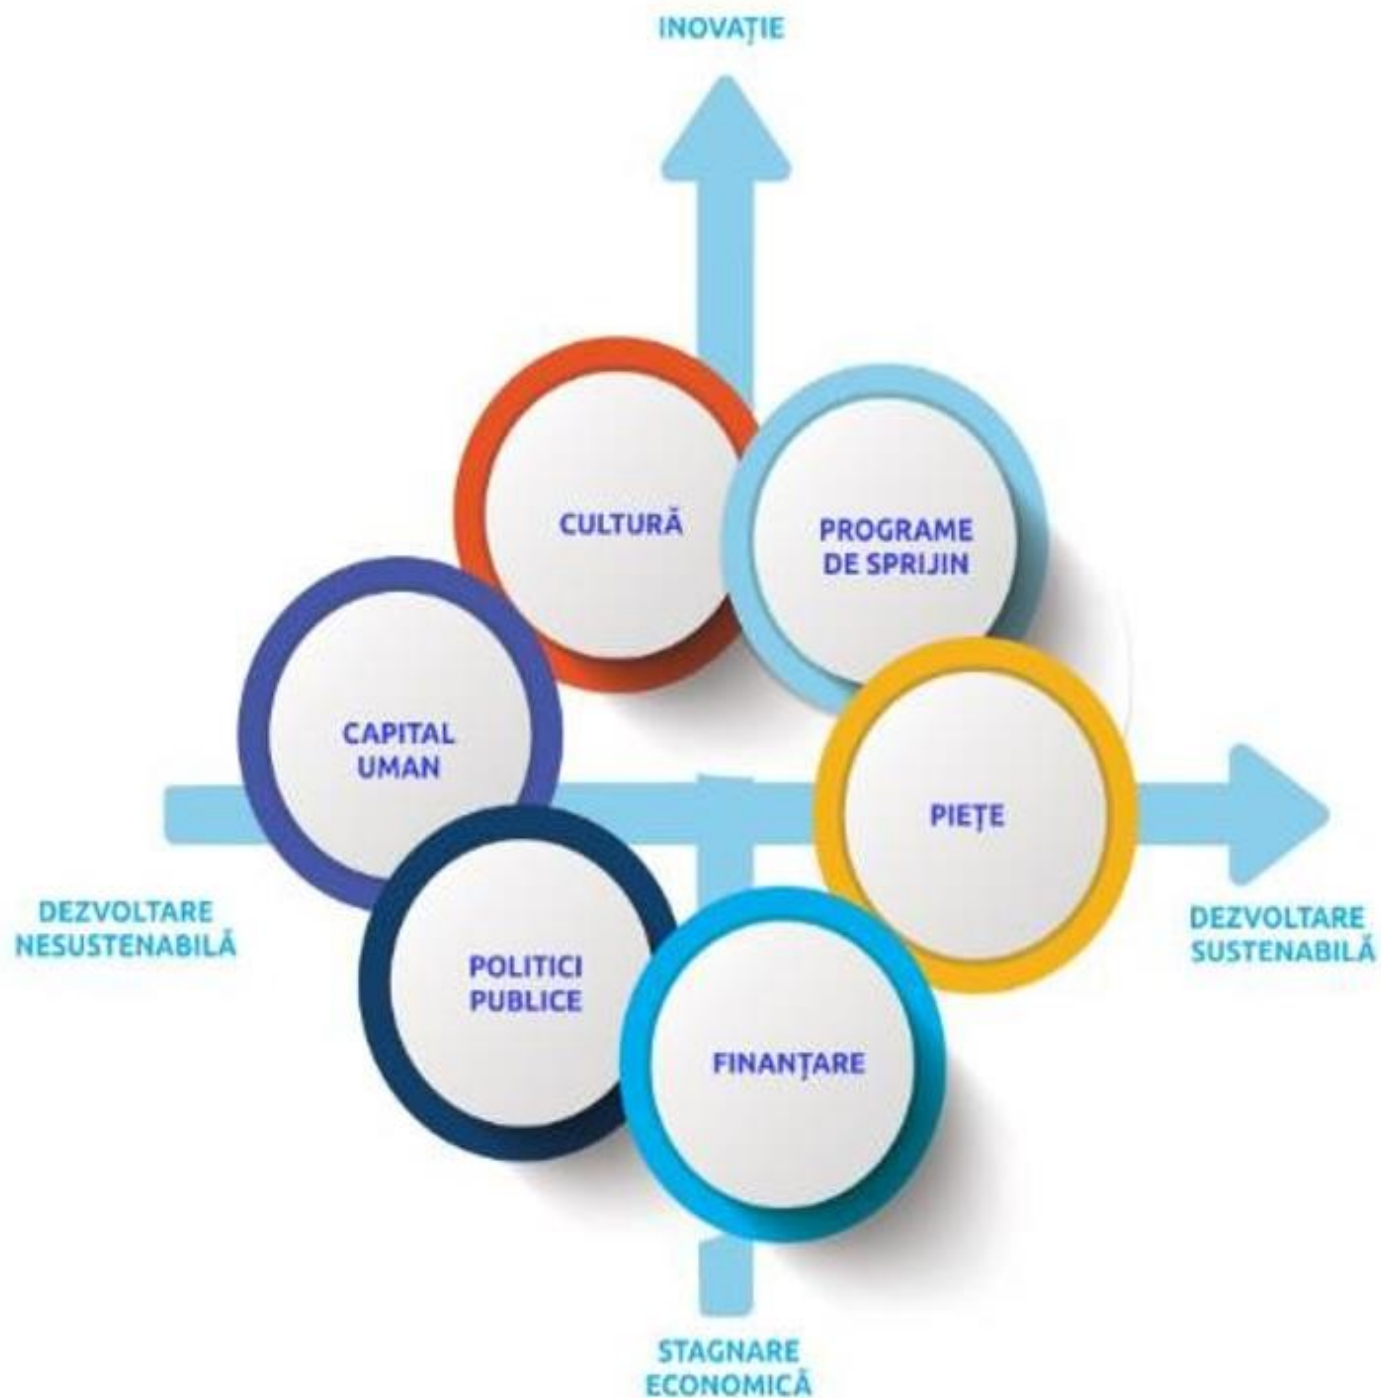 INOVAȚIE
CULTURĂ
PROGRAME
DE SPRIJIN
CAPITAL
UMAN
PIEȚE
DEZVOLTARE
NESUSTENABILĂ
DEZVOLTARE
SUSTENABILĂ
POLITICI
PUBLICE
FINANȚARE
STAGNARE
ECONOMICĂ